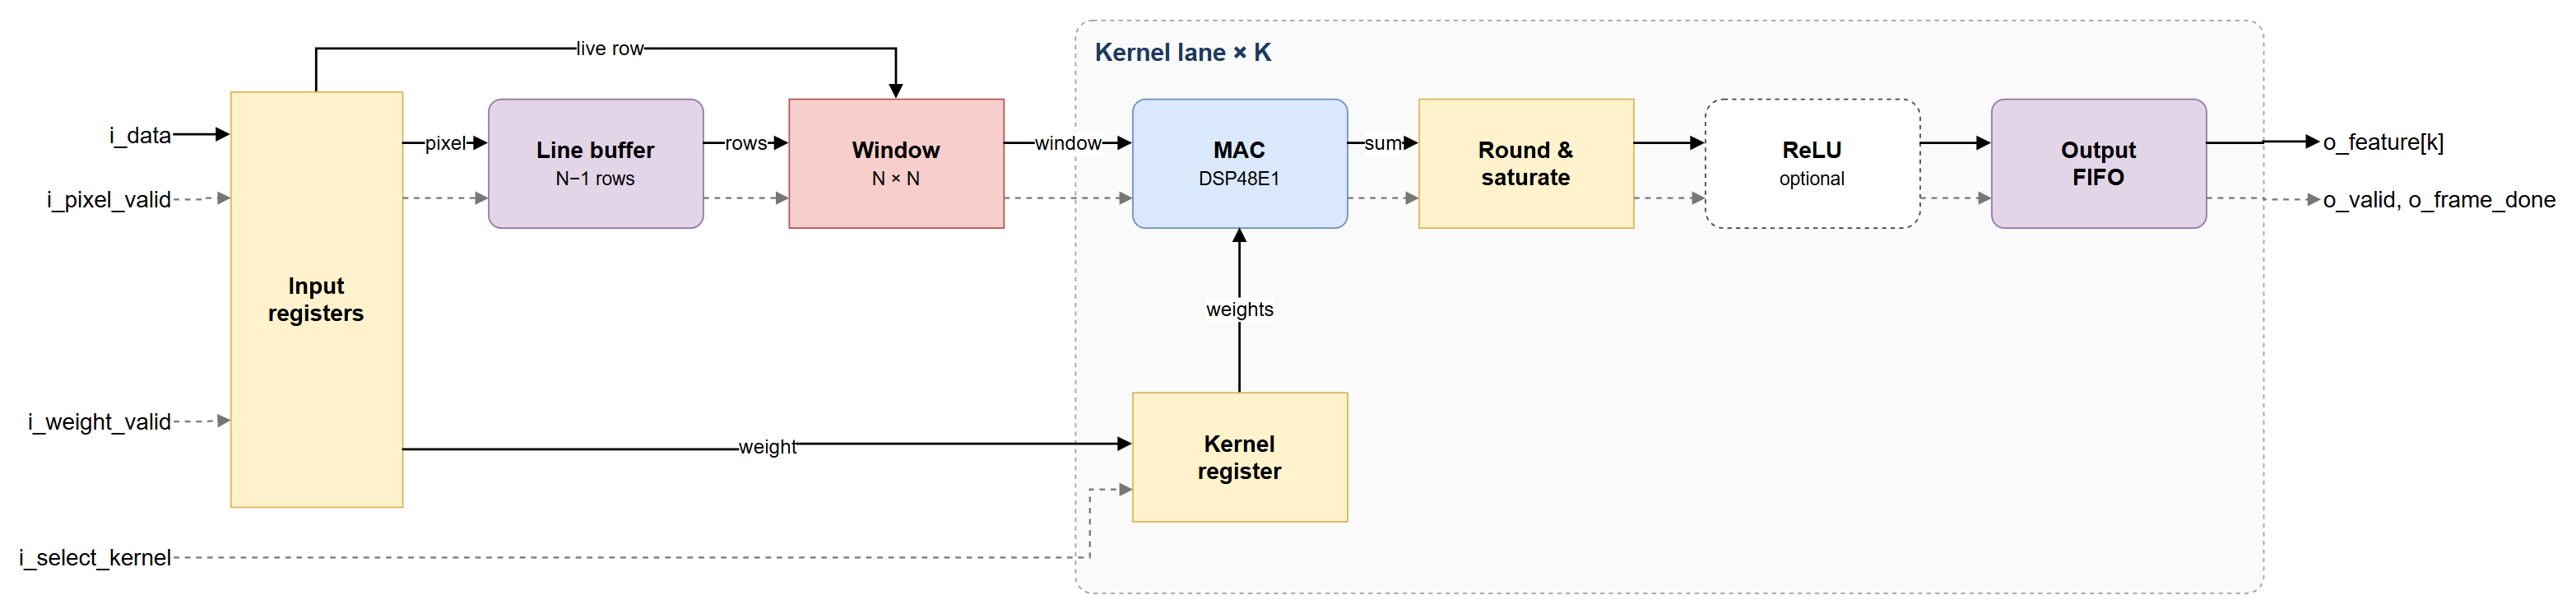 live row
Kernel lane × K
i_data
i_pixel_valid
i_weight_valid
i_select_kernel
Input
registers
pixel
Line buffer
N−1 rows
rows
Window
N × N
window
MAC
DSP48E1
sum
Round &
saturate
ReLU
optional
Output
FIFO
o_feature[k]
o_valid, o_frame_done
weights
weight
Kernel
register